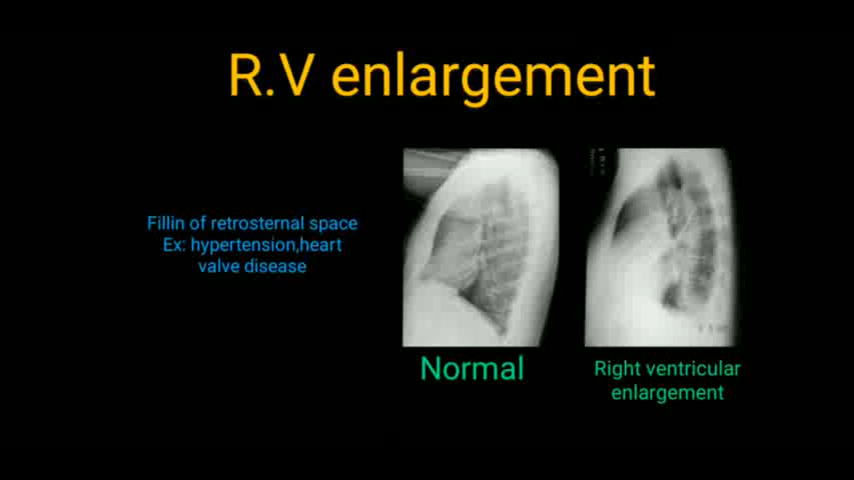 R.V enlargement
Fillin of retrosternal space
Ex: hypertension,heart
valve disease
Normal
Right ventricular
enlargement